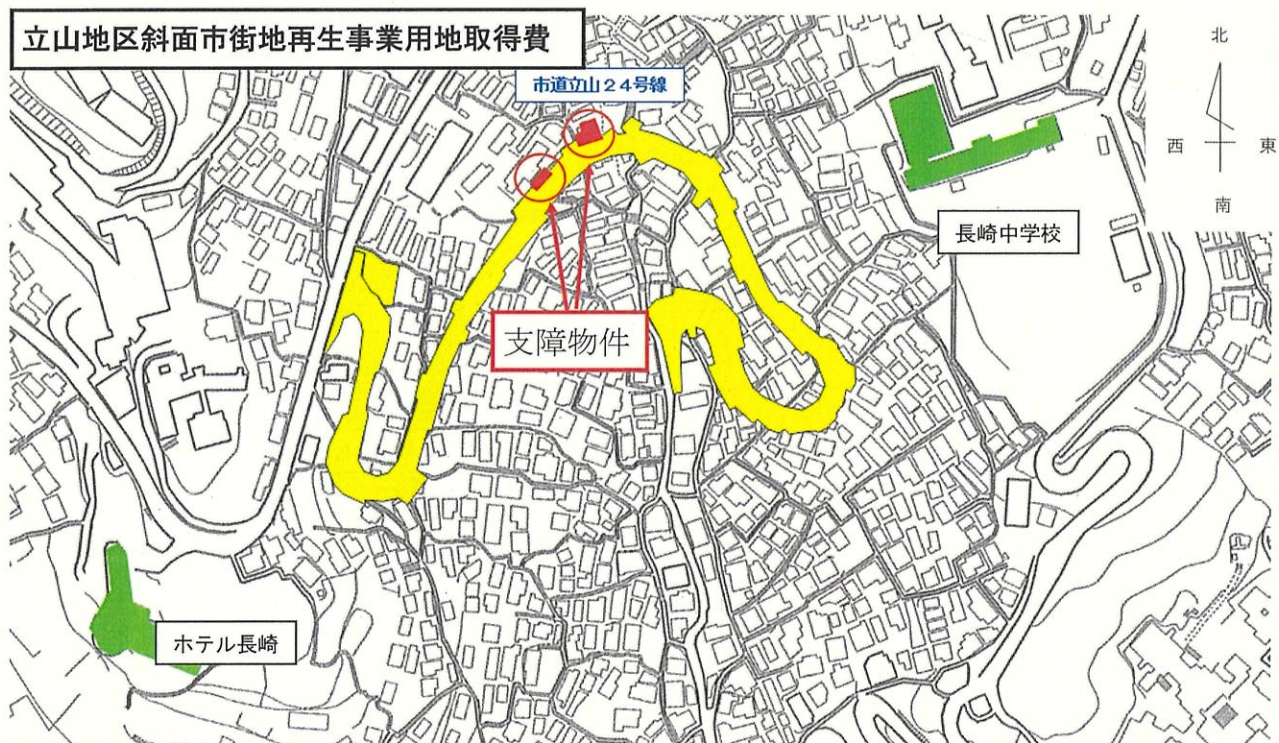 立山地区斜面市街地再生事業用地取得費
市道立山24号線
北
西
東
南
長崎中学校
支障物件
ホテル長崎